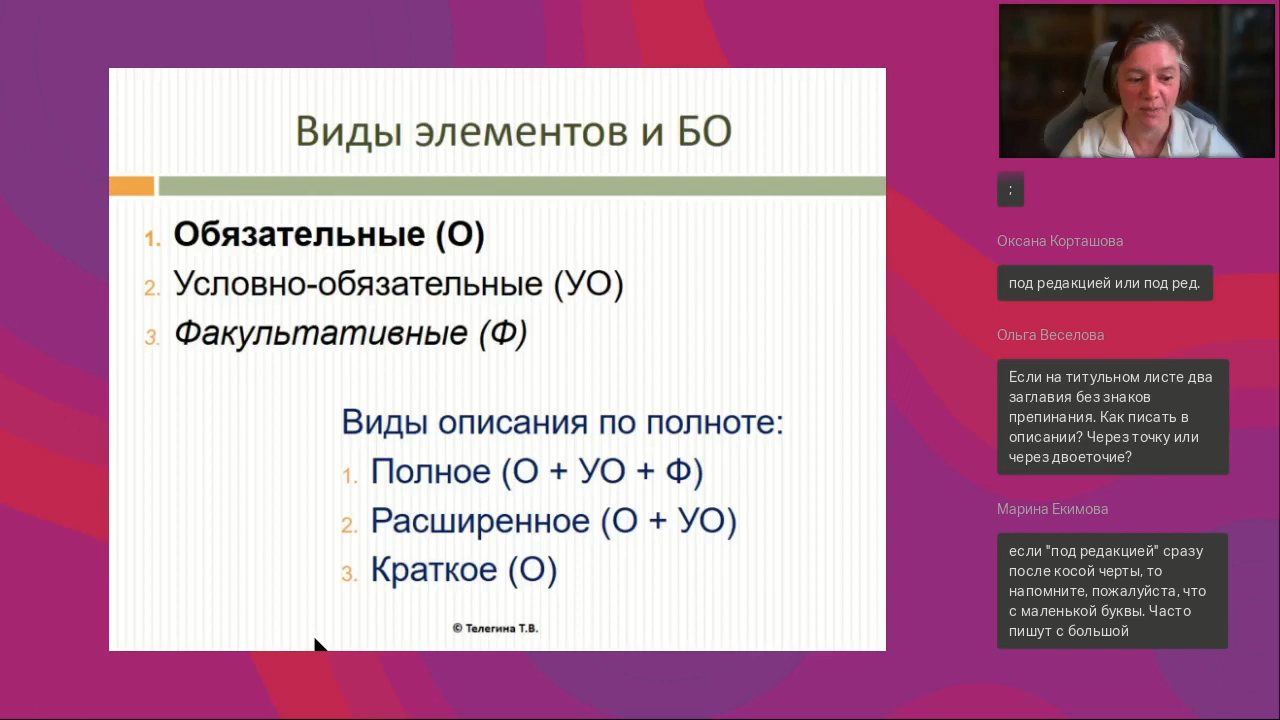 Виды элементов и БО
1. Обязательные (О)
2. Условно-обязательные (УО)
3. Факультативные (Ф)
Виды описания по полноте:
1. Полное (О + УО + Ф)
2. Расширенное (О + УО)
3. Краткое (О)
© Телегина Т.В.
;
Оксана Корташова
под редакцией или под ред.
Ольга Веселова
Если на титульном листе два
заглавия без знаков
препинания. Как писать в
описании? Через точку или
через двоеточие?
Марина Екимова
если "под редакцией" сразу
после косой черты, то
напомните, пожалуйста, что
с маленькой буквы. Часто
пишут с большой